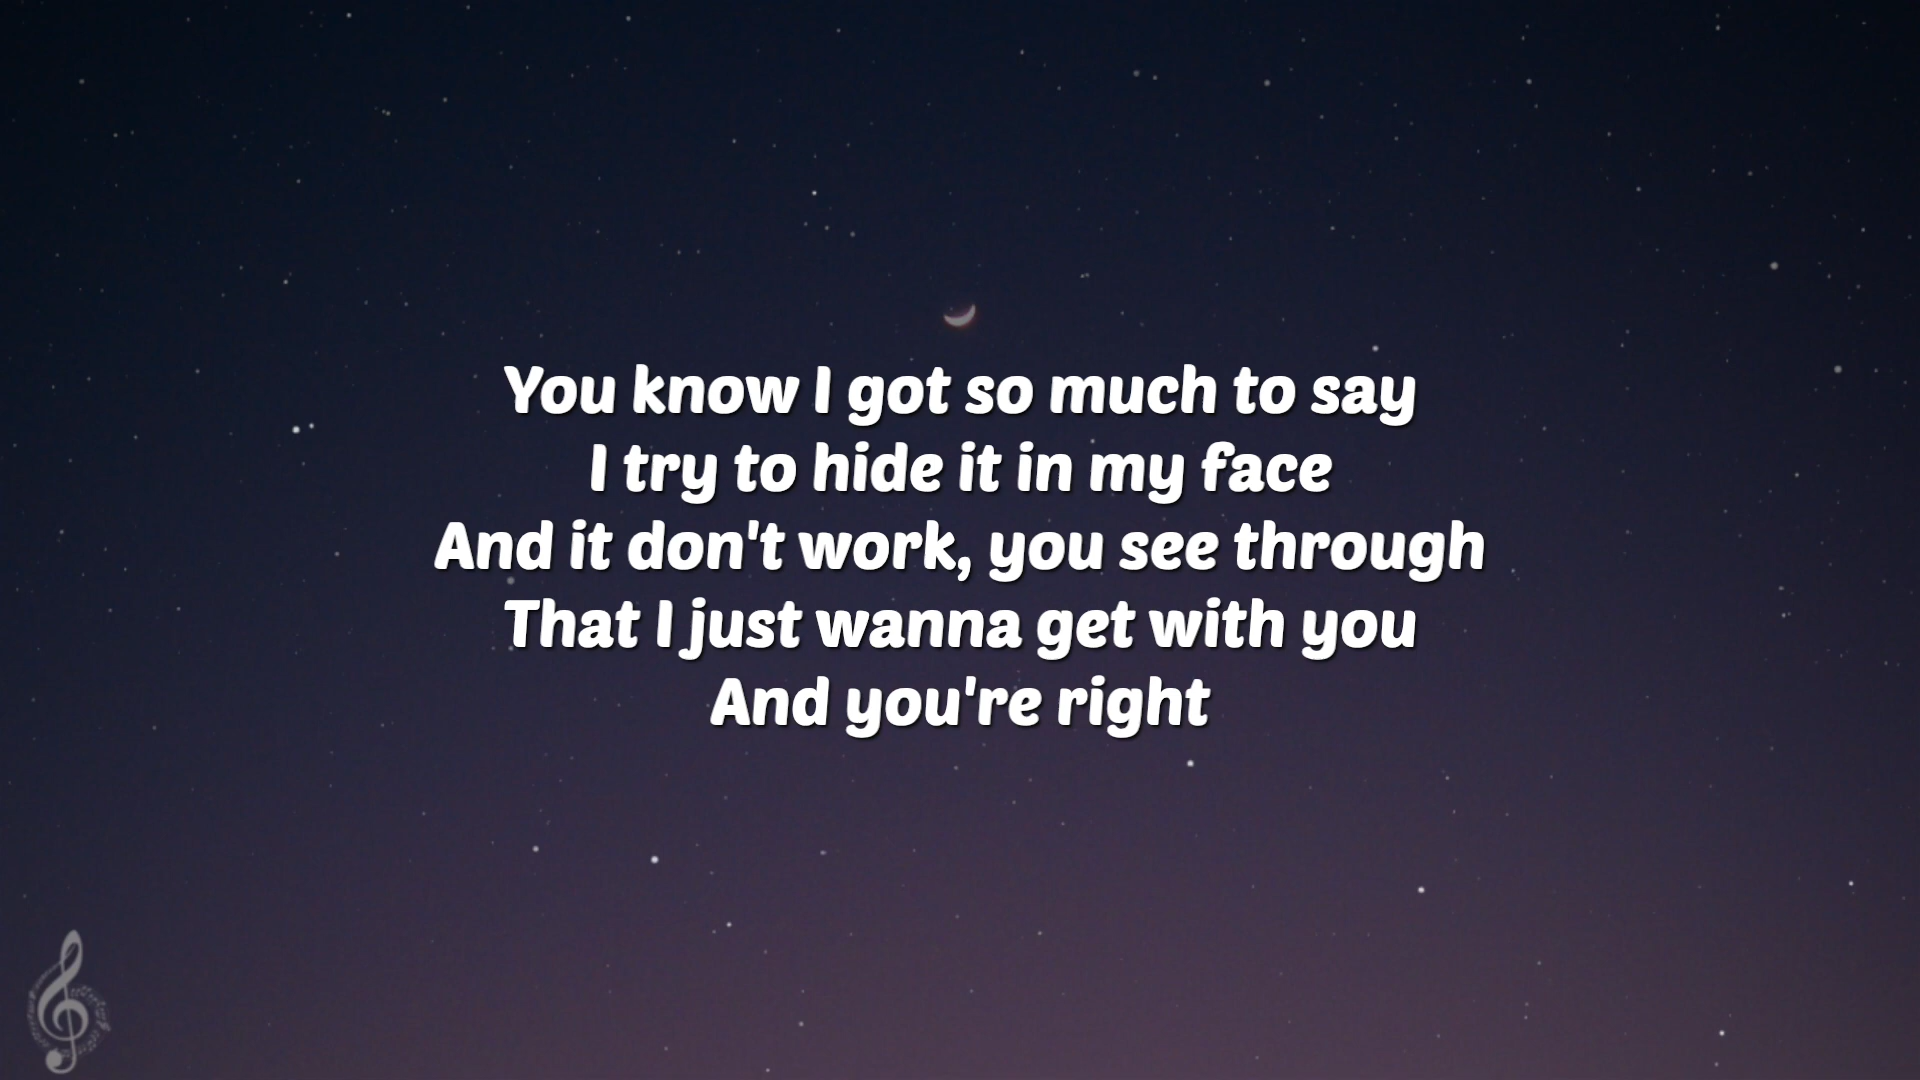 You know I got so much to say
I try to hide it in my face
And it don't work, you see through
That I just wanna get with you
And you're right